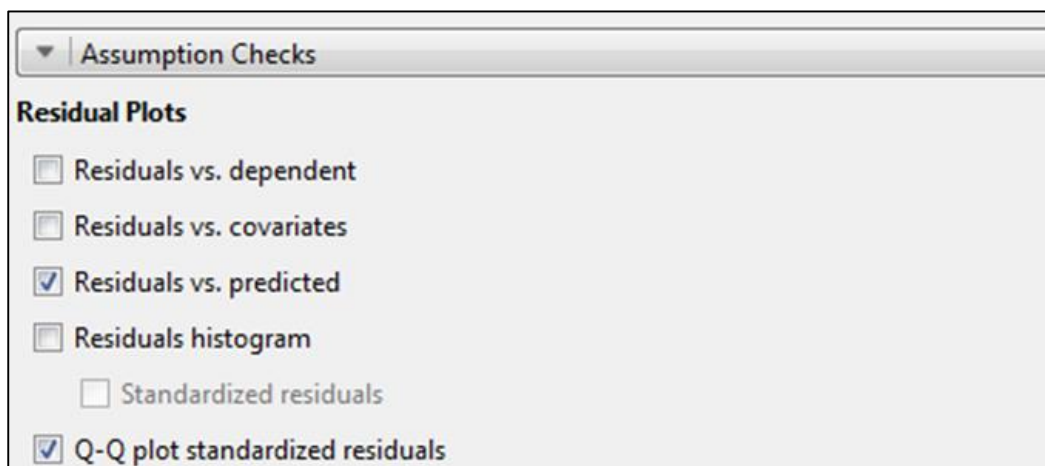 Assumption Checks
Residual Plots
Residuals vs. dependent
Residuals vs. covariates
Residuals vs. predicted
Residuals histogram
Standardized residuals
Q-Q plot standardized residuals